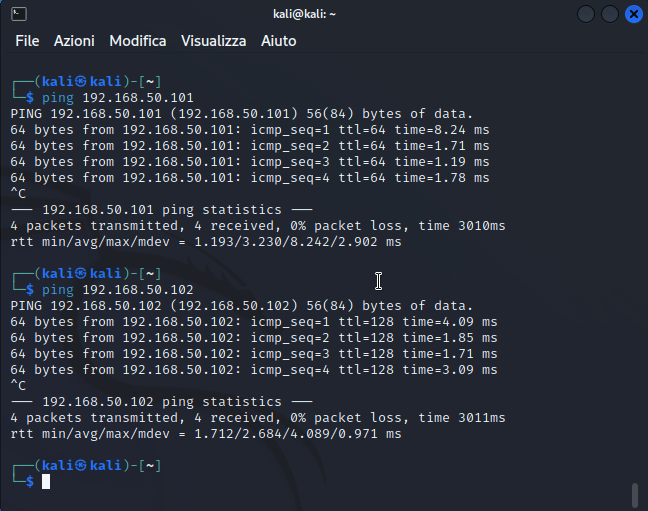 kali@kali: ~
File Azioni Modifica Visualizza Aiuto
┌──(kali㉿kali)-[~]
└─$ ping 192.168.50.101
PING 192.168.50.101 (192.168.50.101) 56(84) bytes of data.
64 bytes from 192.168.50.101: icmp_seq=1 ttl=64 time=8.24 ms
64 bytes from 192.168.50.101: icmp_seq=2 ttl=64 time=1.71 ms
64 bytes from 192.168.50.101: icmp_seq=3 ttl=64 time=1.19 ms
64 bytes from 192.168.50.101: icmp_seq=4 ttl=64 time=1.78 ms
^C
--- 192.168.50.101 ping statistics ---
4 packets transmitted, 4 received, 0% packet loss, time 3010ms
rtt min/avg/max/mdev = 1.193/3.230/8.242/2.902 ms
┌──(kali㉿kali)-[~]
└─$ ping 192.168.50.102
PING 192.168.50.102 (192.168.50.102) 56(84) bytes of data.
64 bytes from 192.168.50.102: icmp_seq=1 ttl=128 time=4.09 ms
64 bytes from 192.168.50.102: icmp_seq=2 ttl=128 time=1.85 ms
64 bytes from 192.168.50.102: icmp_seq=3 ttl=128 time=1.71 ms
64 bytes from 192.168.50.102: icmp_seq=4 ttl=128 time=3.09 ms
^C
--- 192.168.50.102 ping statistics ---
4 packets transmitted, 4 received, 0% packet loss, time 3011ms
rtt min/avg/max/mdev = 1.712/2.684/4.089/0.971 ms
┌──(kali㉿kali)-[~]
└─$